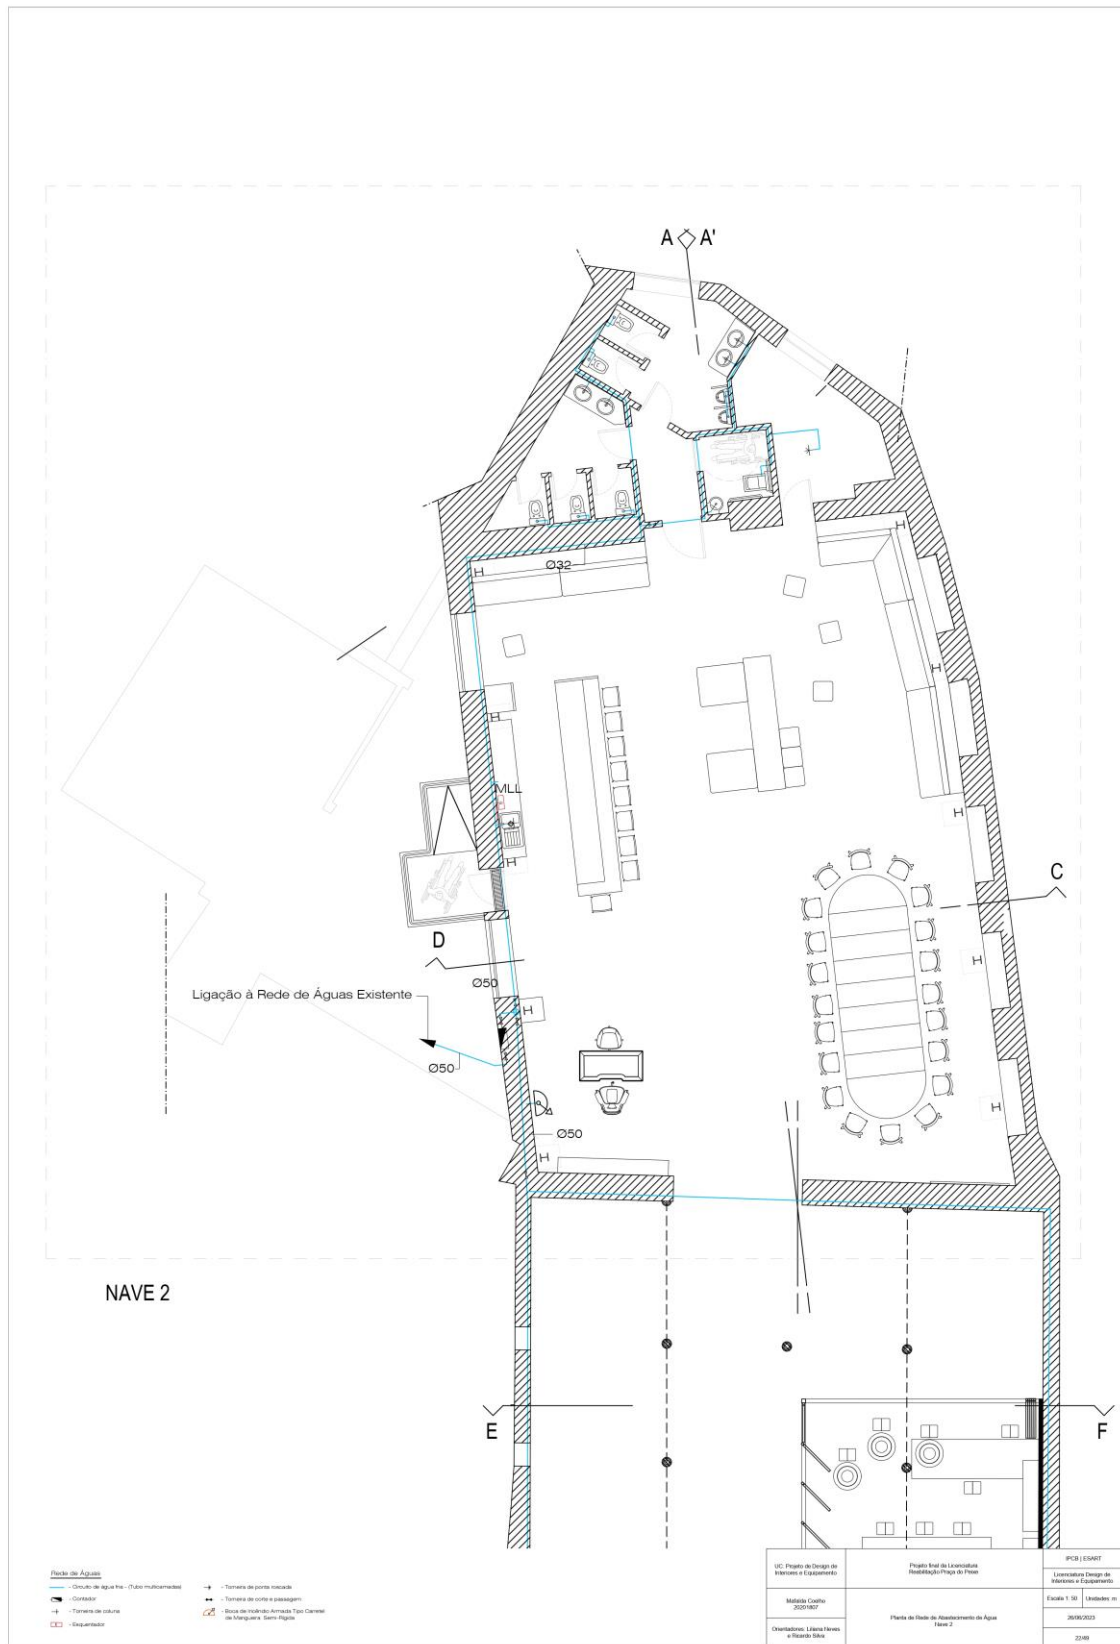 A A'
Ø32
MLL
C
D
Ø50
Ligação à Rede de Águas Existente
Ø50
Ø50
NAVE 2
E
F
Rede de Águas
- Circuito de água fria - (Tubo multicamadas)
- Contador
- Torneira de coluna
- Esquentador
- Torneira de ponta roscada
- Torneira de corte e passagem
- Boca de Incêndio Armada Tipo Carretel
de Mangueira Semi-Rígida
UC: Projeto de Design de
Interiores e Equipamento
Mafalda Coelho
20201807
Orientadores: Liliana Neves
e Ricardo Silva
Projeto final da Licenciatura
Reabilitação Praça do Peixe
Planta de Rede de Abastecimento de Água
Nave 2
IPCB | ESART
Licenciatura Design de
Interiores e Equipamento
Escala 1: 50
Unidades: m
22/49